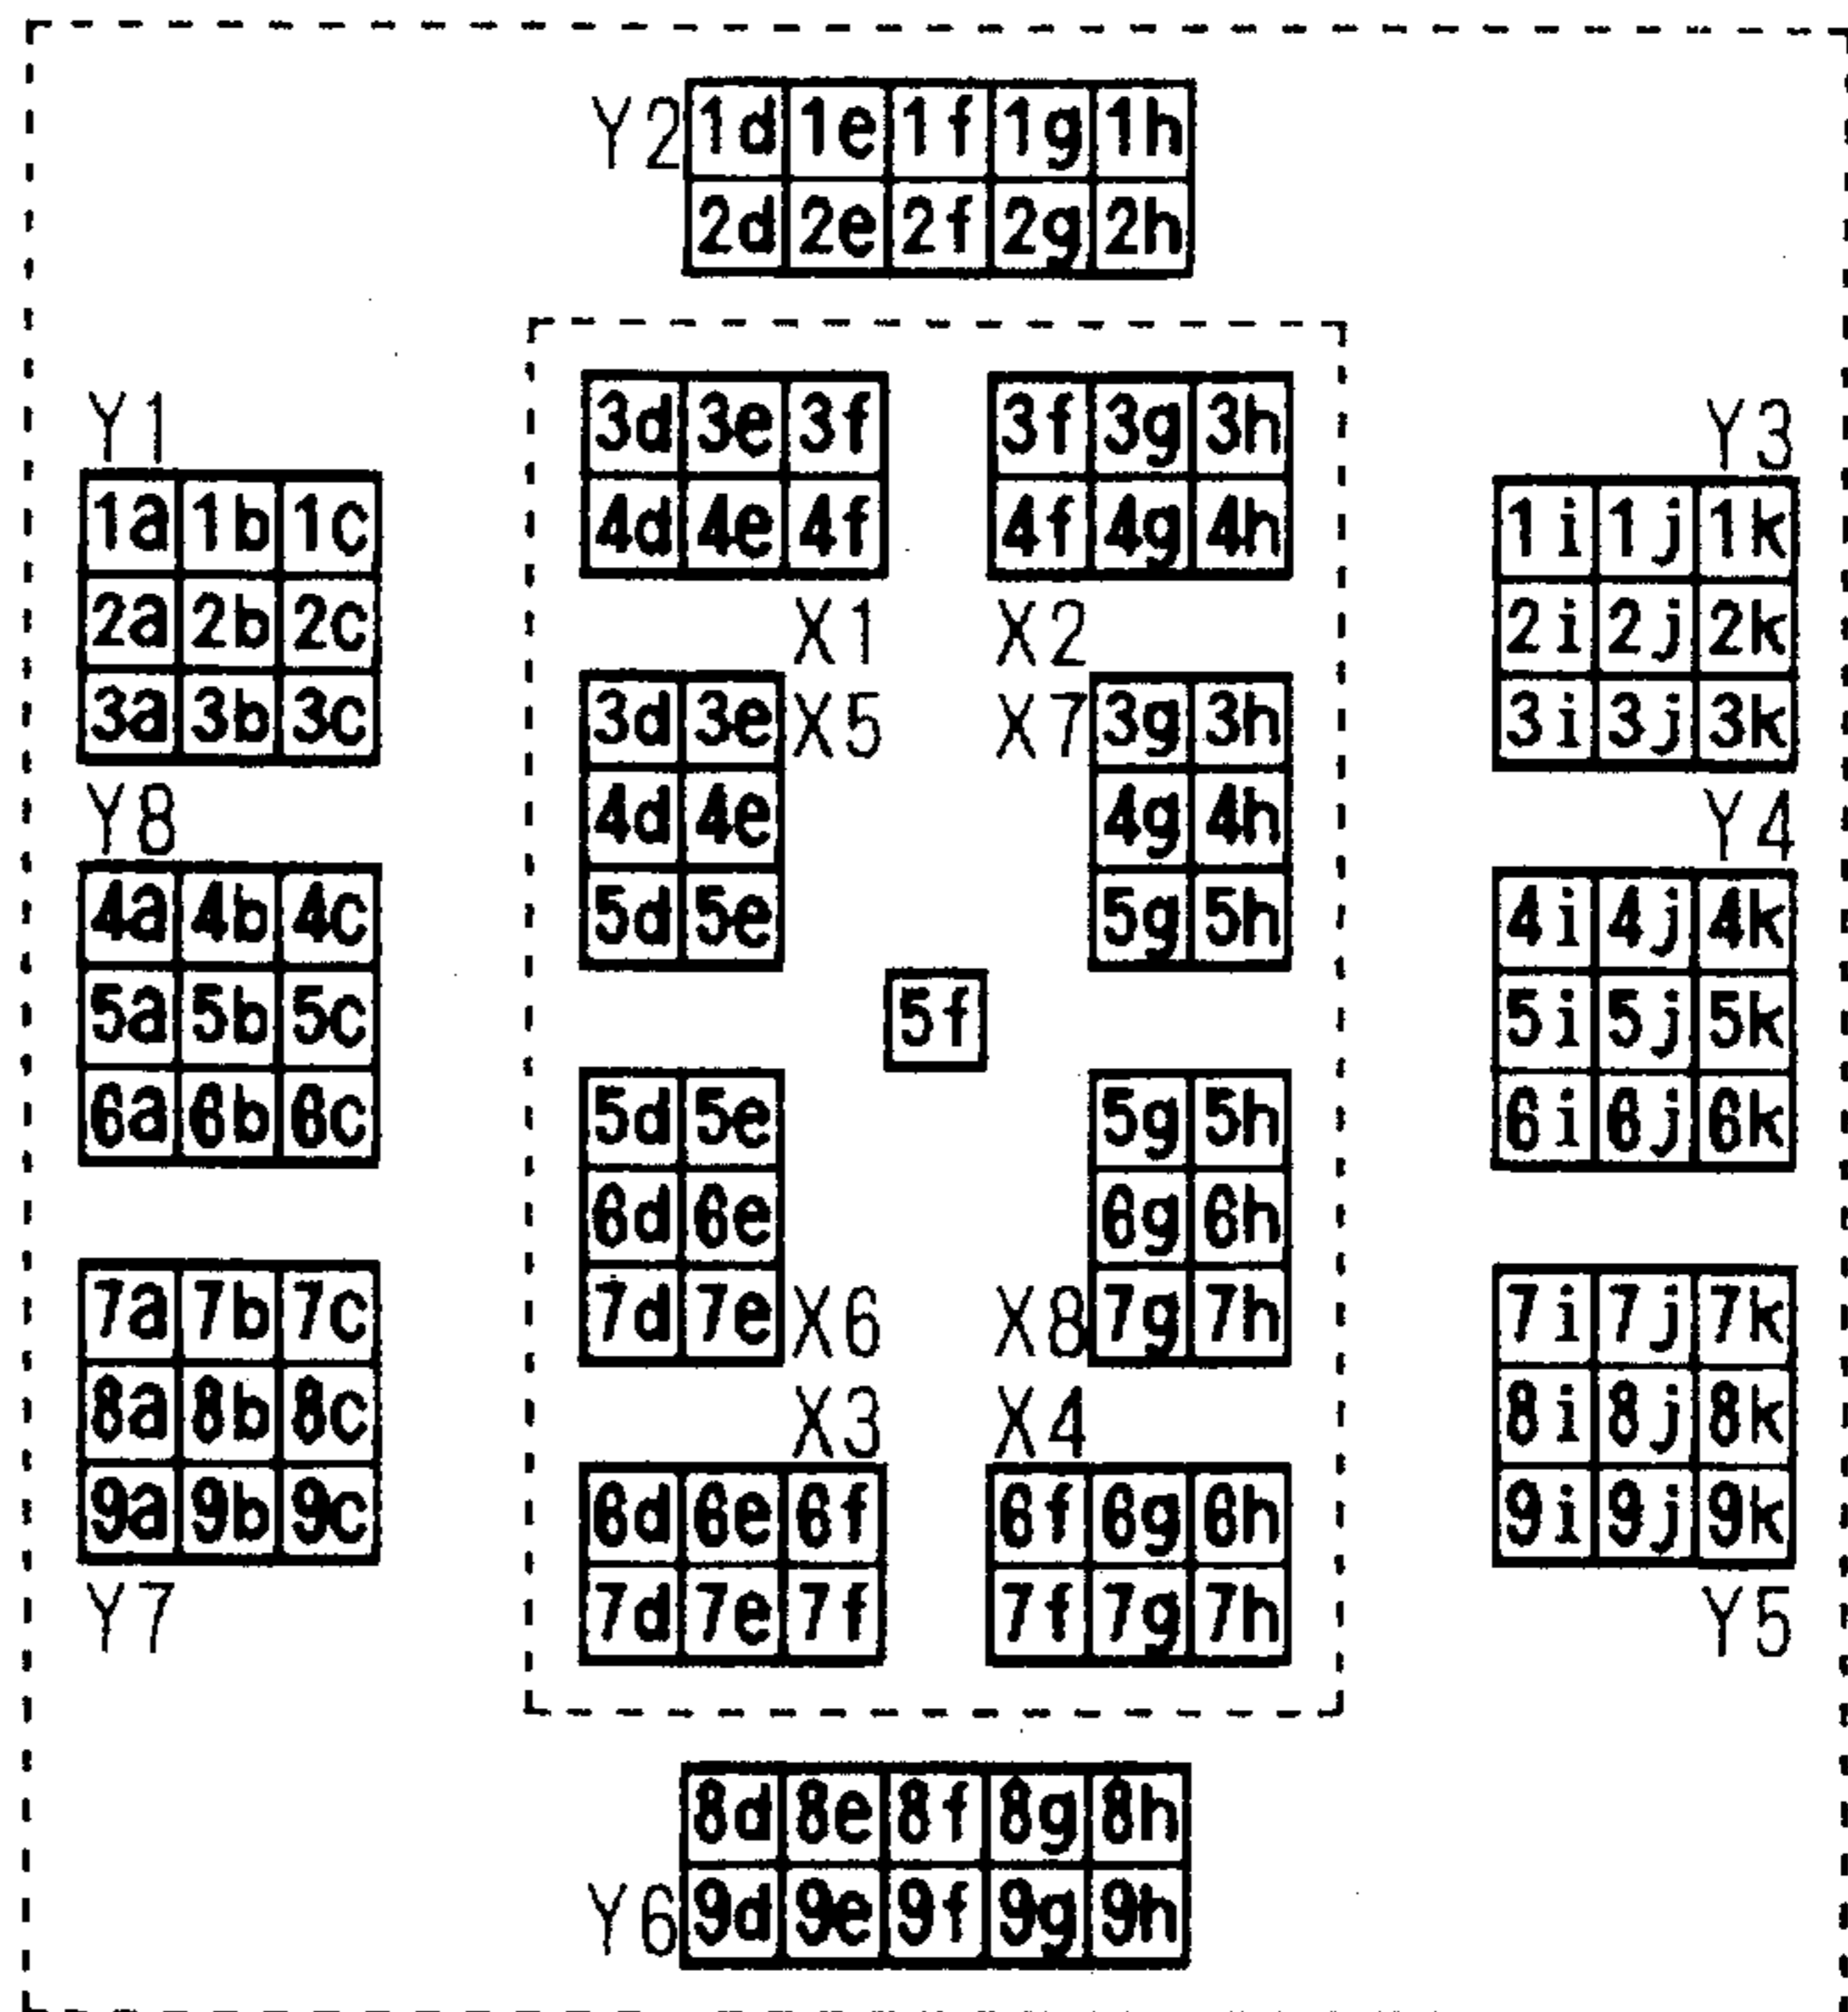 Y2
1d 1e 1f 1g 1h
2d 2e 2f 2g 2h
Y1
1a 1b 1c
2a 2b 2c
3a 3b 3c
Y8
4a 4b 4c
5a 5b 5c
6a 6b 6c
7a 7b 7c
8a 8b 8c
9a 9b 9c
Y7
3d 3e 3f
4d 4e 4f
X1
3f 3g 3h
4f 4g 4h
X2
3d 3e X5
4d 4e
5d 5e
X7 3g 3h
4g 4h
5g 5h
5f
5d 5e
6d 6e
7d 7e X6
5g 5h
6g 6h
X8 7g 7h
X3
6d 6e 6f
7d 7e 7f
X4
6f 6g 6h
7f 7g 7h
Y3
1i 1j 1k
2i 2j 2k
3i 3j 3k
Y4
4i 4j 4k
5i 5j 5k
6i 6j 6k
7i 7j 7k
8i 8j 8k
9i 9j 9k
Y5
8d 8e 8f 8g 8h
Y6 9d 9e 9f 9g 9h